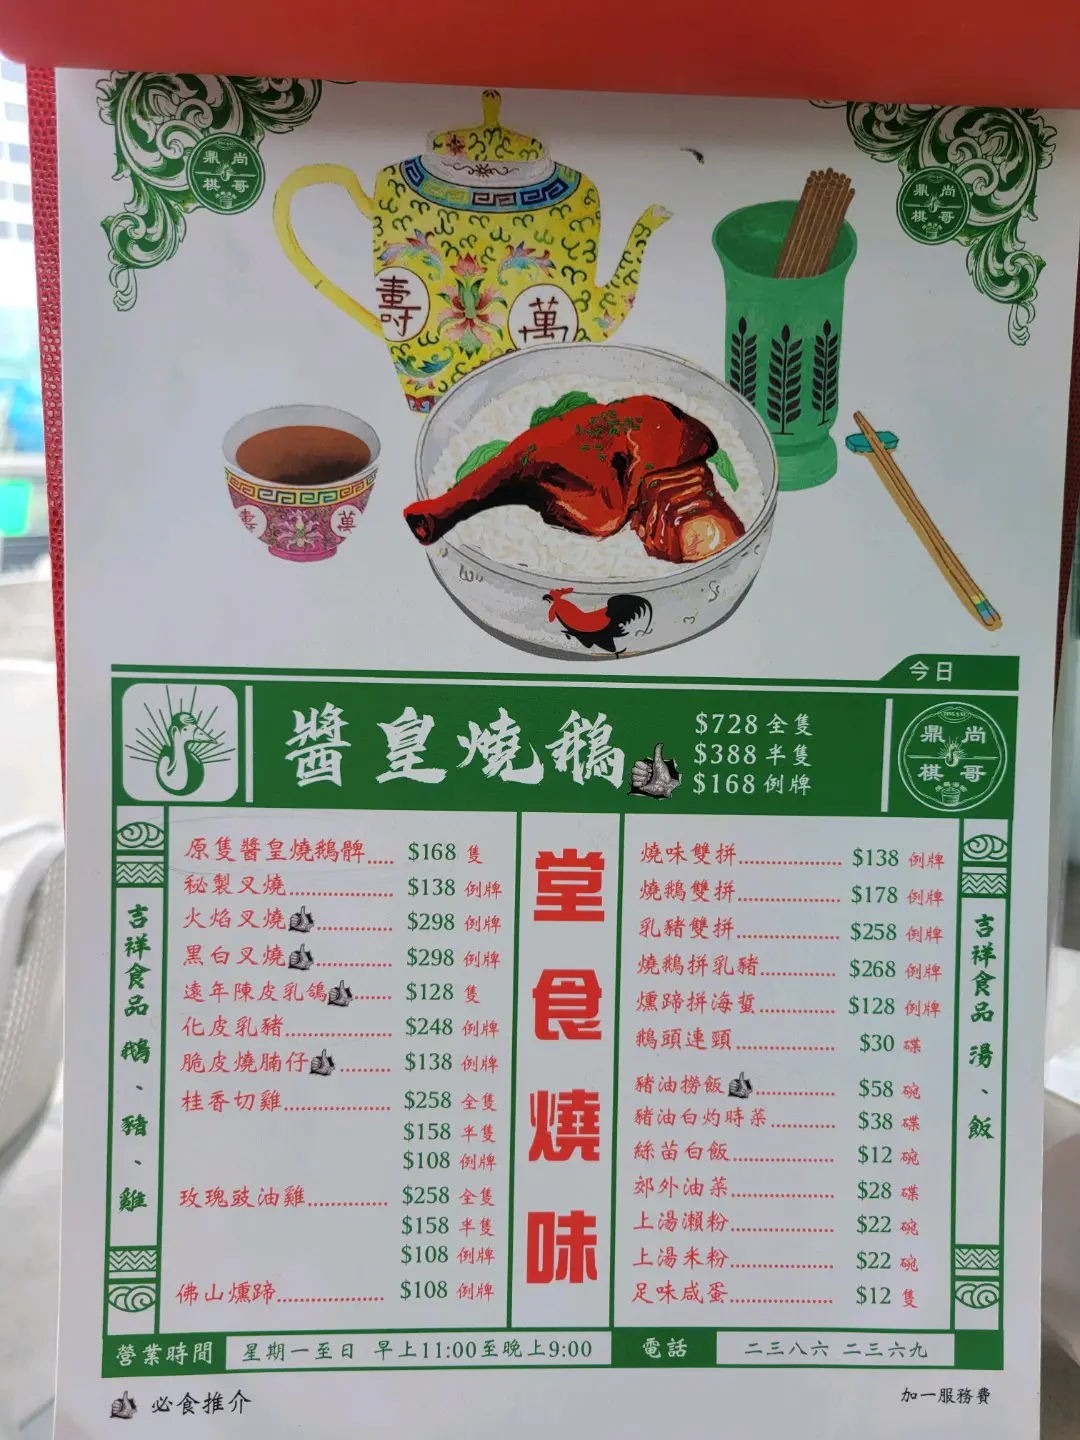 鼎尚
棋哥
鼎尚
棋哥
壽
萬
壽
萬
今日
醬皇燒鵝
$728 全隻
$388 半隻
$168 例牌
鼎尚
棋哥
吉祥食品 鵝、豬、雞
原隻醬皇燒鵝髀..... $168 隻
秘製叉燒 $138 例牌
火焰叉燒 $298 例牌
黑白叉燒 $298 例牌
遠年陳皮乳鴿 $128 隻
化皮乳豬 $248 例牌
脆皮燒腩仔 $138 例牌
桂香切雞 $258 全隻
$158 半隻
$108 例牌
玫瑰豉油雞 $258 全隻
$158 半隻
$108 例牌
佛山燻蹄 $108 例牌
堂食燒味
燒味雙拼 $138 例牌
燒鵝雙拼 $178 例牌
乳豬雙拼 $258 例牌
燒鵝拼乳豬 $268 例牌
燻蹄拼海蜇 $128 例牌
鵝頭連頸 $30 碟
豬油撈飯 $58 碗
豬油白灼時菜 $38 碟
絲苗白飯 $12 碗
郊外油菜 $28 碟
上湯瀨粉 $22 碗
上湯米粉 $22 碗
足味咸蛋 $12 隻
吉祥食品 湯、飯
營業時間 星期一至日 早上11:00至晚上9:00 電話 二三八六 二三六九
必食推介
加一服務費